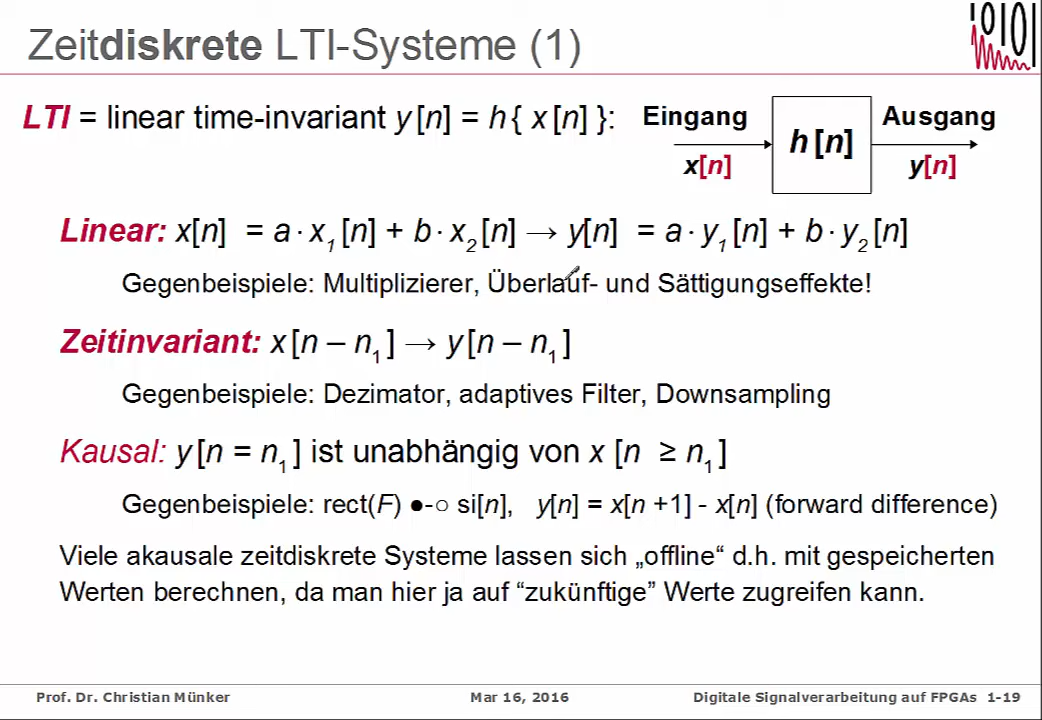 Zeitdiskrete LTI-Systeme (1)
LTI = linear time-invariant y[n] = h{ x[n] }:
Eingang
x[n]
h[n]
Ausgang
y[n]
Linear: x[n] = a · x₁[n] + b · x₂[n] → y[n] = a · y₁[n] + b · y₂[n]
Gegenbeispiele: Multiplizierer, Überlauf- und Sättigungseffekte!
Zeitinvariant: x[n – n₁] → y[n – n₁]
Gegenbeispiele: Dezimator, adaptives Filter, Downsampling
Kausal: y[n = n₁] ist unabhängig von x [n ≥ n₁]
Gegenbeispiele: rect(F) ●-○ si[n], y[n] = x[n +1] - x[n] (forward difference)
Viele akausale zeitdiskrete Systeme lassen sich „offline“ d.h. mit gespeicherten
Werten berechnen, da man hier ja auf “zukünftige” Werte zugreifen kann.
Prof. Dr. Christian Münker
Mar 16, 2016
Digitale Signalverarbeitung auf FPGAs 1-19